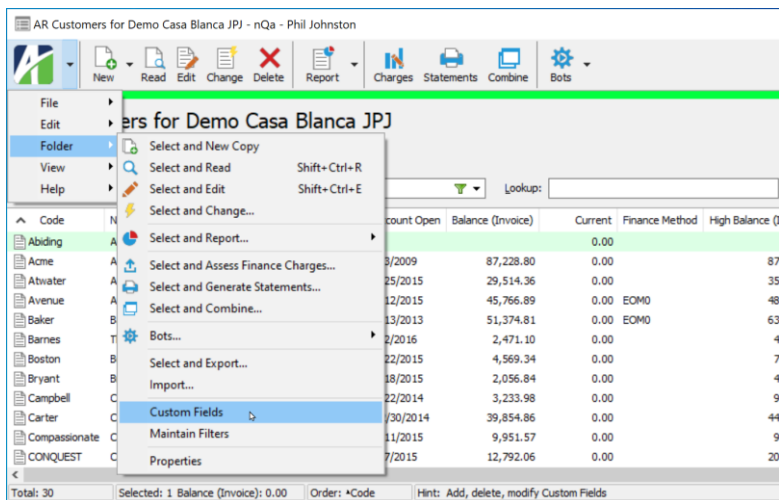 AR Customers for Demo Casa Blanca JPJ - nQa - Phil Johnston
New Read Edit Change Delete Report Charges Statements Combine Bots
File
Edit
Folder
View
Help
ers for Demo Casa Blanca JPJ
Select and New Copy
Select and Read Shift+Ctrl+R
Select and Edit Shift+Ctrl+E
Select and Change...
Select and Report...
Select and Assess Finance Charges...
Select and Generate Statements...
Select and Combine...
Bots...
Select and Export...
Import...
Custom Fields
Maintain Filters
Properties
Lookup:
Code N count Open Balance (Invoice) Current Finance Method High Balance (I
Abiding A 0.00
Acme A 3/2009 87,228.80 0.00 87
Atwater A 25/2015 29,514.36 0.00 35
Avenue A 12/2015 45,766.89 0.00 EOM0 48
Baker B 13/2013 51,374.81 0.00 EOM0 63
Barnes T 2/2016 2,471.10 0.00 4
Boston B 22/2015 4,569.34 0.00 7
Bryant B 18/2015 2,056.84 0.00 4
Campbell C 22/2014 3,233.98 0.00 9
Carter C /30/2014 39,854.86 0.00 44
Compassionate C 11/2015 9,951.57 0.00 9
CONQUEST C 7/2015 12,792.06 0.00 20
Total: 30 Selected: 1 Balance (Invoice): 0.00 Order: ▲Code Hint: Add, delete, modify Custom Fields